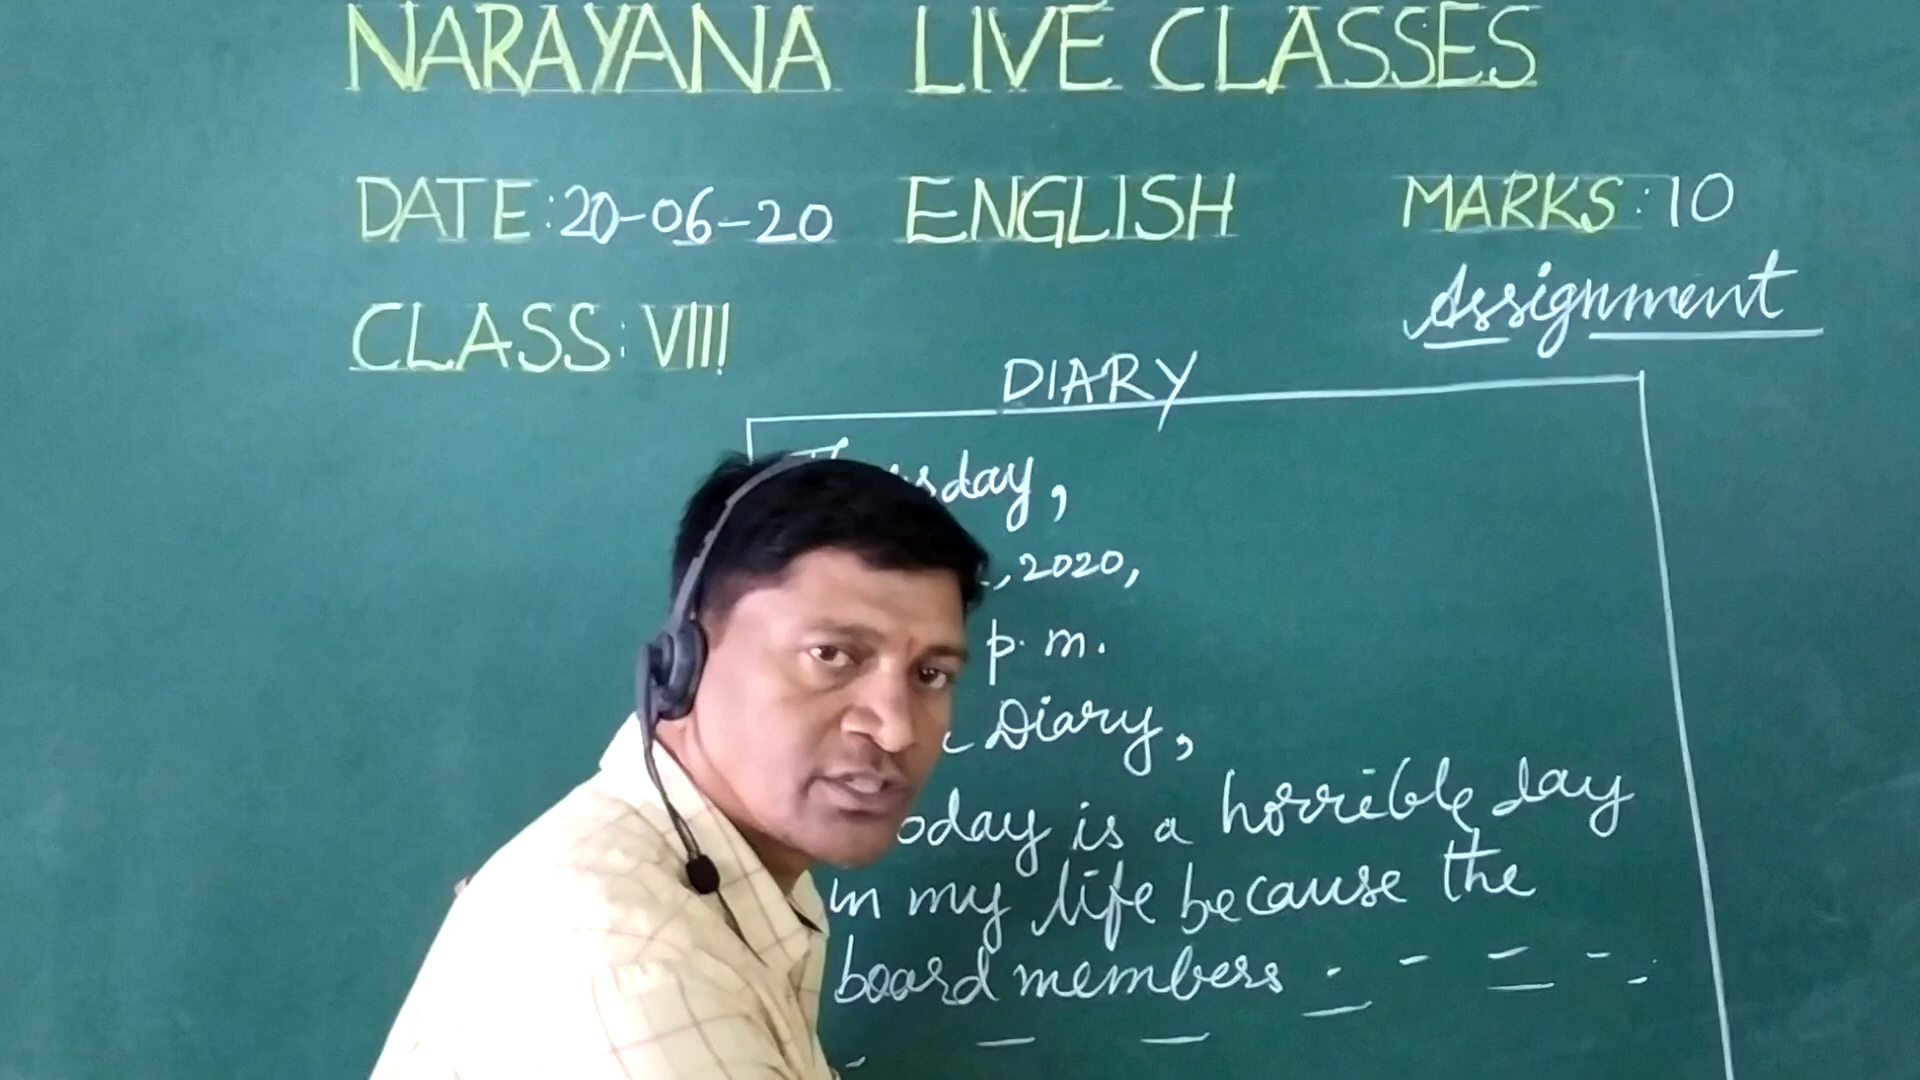 NARAYANA LIVE CLASSES
DATE:20-06-20 ENGLISH MARKS:10
Assignment
CLASS:VIII
DIARY
, 2020,
p.m.
Diary,
is a horrible day
in my life because the
board members